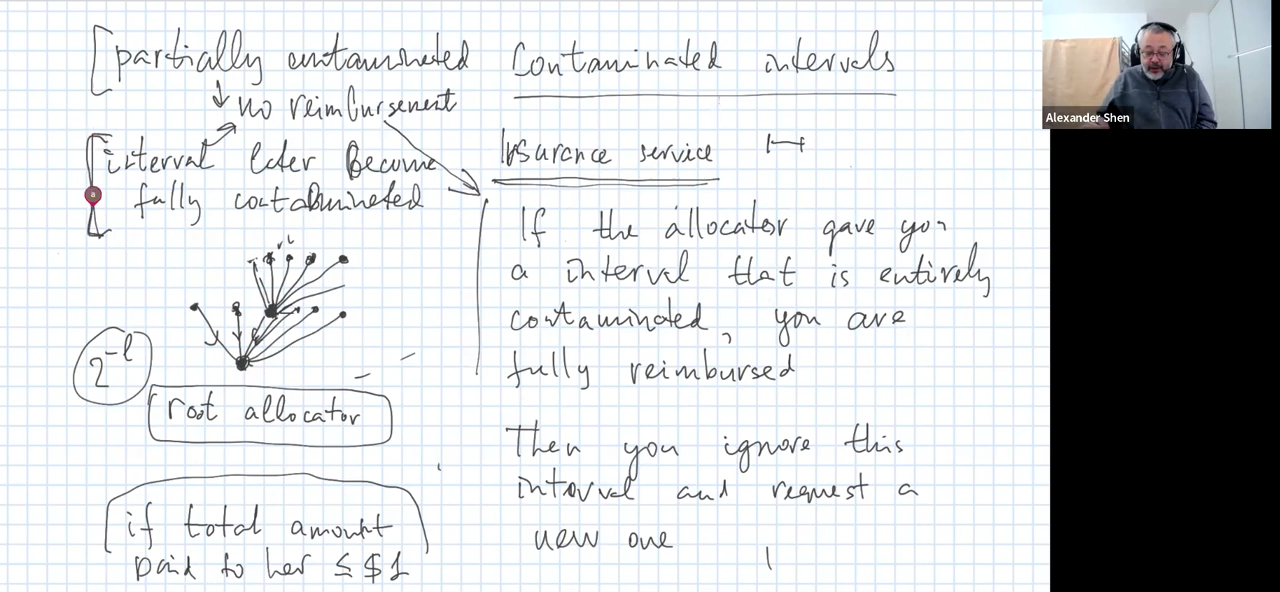 partially contaminated
↓ no reimbursement
interval later become
fully contaminated
2^-l
root allocator
if total amount
paid to her ≤ $1
Contaminated intervals
Insurance service
If the allocator gave you
a interval that is entirely
contaminated, you are
fully reimbursed
Then you ignore this
interval and request a
new one
Alexander Shen